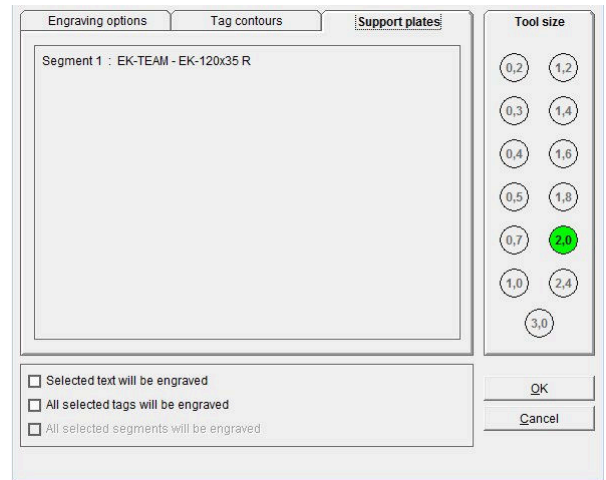 Engraving options Tag contours Support plates
Segment 1 : EK-TEAM - EK-120x35 R
Selected text will be engraved
All selected tags will be engraved
All selected segments will be engraved
Tool size
0,2 1,2
0,3 1,4
0,4 1,6
0,5 1,8
0,7 2,0
1,0 2,4
3,0
OK
Cancel